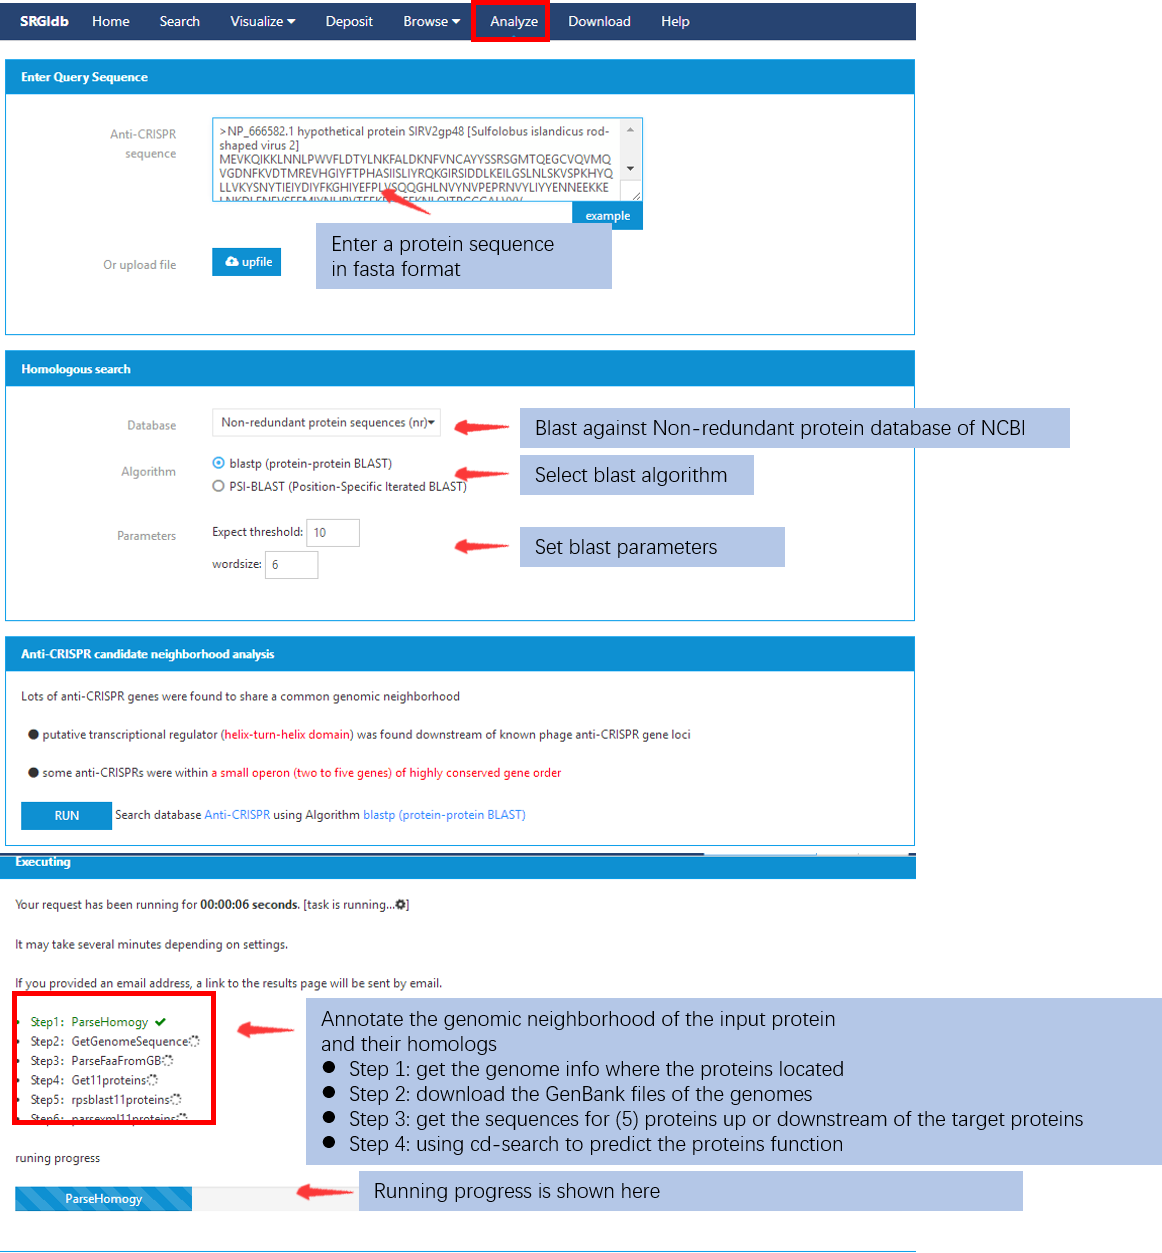 SRGIdb Home Search Visualize Deposit Browse Analyze Download Help
Enter Query Sequence
Anti-CRISPR
sequence
>NP_666582.1 hypothetical protein SIRV2gp48 [Sulfolobus islandicus rod-
shaped virus 2]
MEVKQIKKLNNLPWVFLDTYLNKFALDKNFVNCAYYSSRSGMTQEGCVQVMQ
VGDNFKVDTMREVHGIYFTPHASIISLIYRQKGIRSIDDLKEILGSLNLSKVSPKHYQ
LLVKYSNYTIEIYDIYFKGHIYEFPLVSQQGHLNVYNVPEPRNVYLIYYENNEEKKE
example
Enter a protein sequence
in fasta format
Or upload file
upfile
Homologous search
Database
Non-redundant protein sequences (nr)
Blast against Non-redundant protein database of NCBI
Algorithm
blastp (protein-protein BLAST)
PSI-BLAST (Position-Specific Iterated BLAST)
Select blast algorithm
Parameters
Expect threshold: 10
wordsize: 6
Set blast parameters
Anti-CRISPR candidate neighborhood analysis
Lots of anti-CRISPR genes were found to share a common genomic neighborhood
● putative transcriptional regulator (helix-turn-helix domain) was found downstream of known phage anti-CRISPR gene loci
● some anti-CRISPRs were within a small operon (two to five genes) of highly conserved gene order
RUN Search database Anti-CRISPR using Algorithm blastp (protein-protein BLAST)
Executing
Your request has been running for 00:00:06 seconds. [task is running...]
It may take several minutes depending on settings.
If you provided an email address, a link to the results page will be sent by email.
Step1: ParseHomogy
Step2: GetGenomeSequence
Step3: ParseFaaFromGB
Step4: Get11proteins
Step5: rpsblast11proteins
Step6: parsexml11proteins
Annotate the genomic neighborhood of the input protein
and their homologs
● Step 1: get the genome info where the proteins located
● Step 2: download the GenBank files of the genomes
● Step 3: get the sequences for (5) proteins up or downstream of the target proteins
● Step 4: using cd-search to predict the proteins function
runing progress
ParseHomogy
Running progress is shown here